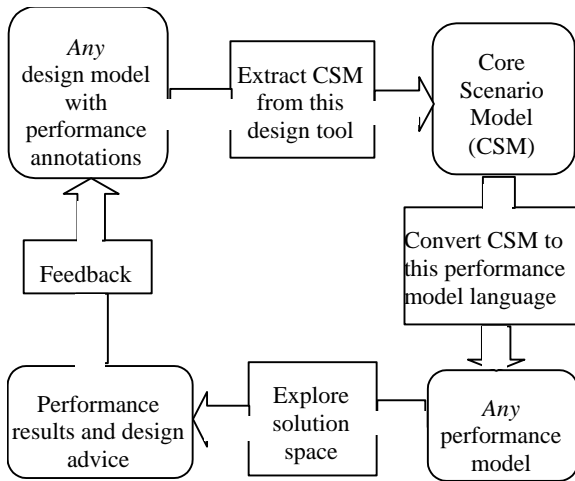 Any
design model
with
performance
annotations
Extract CSM
from this
design tool
Core
Scenario
Model
(CSM)
Feedback
Convert CSM to
this performance
model language
Performance
results and design
advice
Explore
solution
space
Any
performance
model